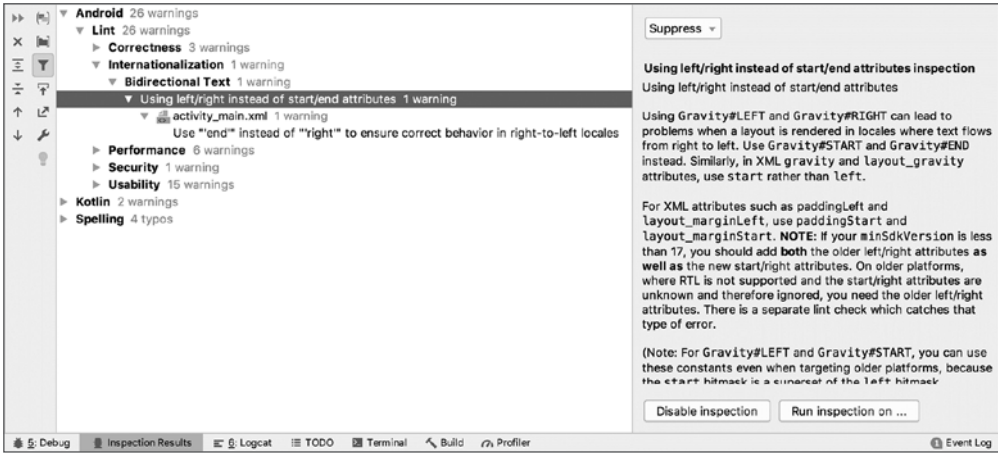 Android 26 warnings
Lint 26 warnings
Correctness 3 warnings
Internationalization 1 warning
Bidirectional Text 1 warning
Using left/right instead of start/end attributes 1 warning
activity_main.xml 1 warning
Use "'end'" instead of "'right'" to ensure correct behavior in right-to-left locales
Performance 6 warnings
Security 1 warning
Usability 15 warnings
Kotlin 2 warnings
Spelling 4 typos
Suppress
Using left/right instead of start/end attributes inspection
Using left/right instead of start/end attributes
Using Gravity#LEFT and Gravity#RIGHT can lead to
problems when a layout is rendered in locales where text flows
from right to left. Use Gravity#START and Gravity#END
instead. Similarly, in XML gravity and layout_gravity
attributes, use start rather than left.
For XML attributes such as paddingLeft and
layout_marginLeft, use paddingStart and
layout_marginStart. NOTE: If your minSdkVersion is less
than 17, you should add both the older left/right attributes as
well as the new start/right attributes. On older platforms,
where RTL is not supported and the start/right attributes are
unknown and therefore ignored, you need the older left/right
attributes. There is a separate lint check which catches that
type of error.
(Note: For Gravity#LEFT and Gravity#START, you can use
these constants even when targeting older platforms, because
the start bitmask is a superset of the left bitmask
Disable inspection
Run inspection on ...
5: Debug
Inspection Results
6: Logcat
TODO
Terminal
Build
Profiler
Event Log